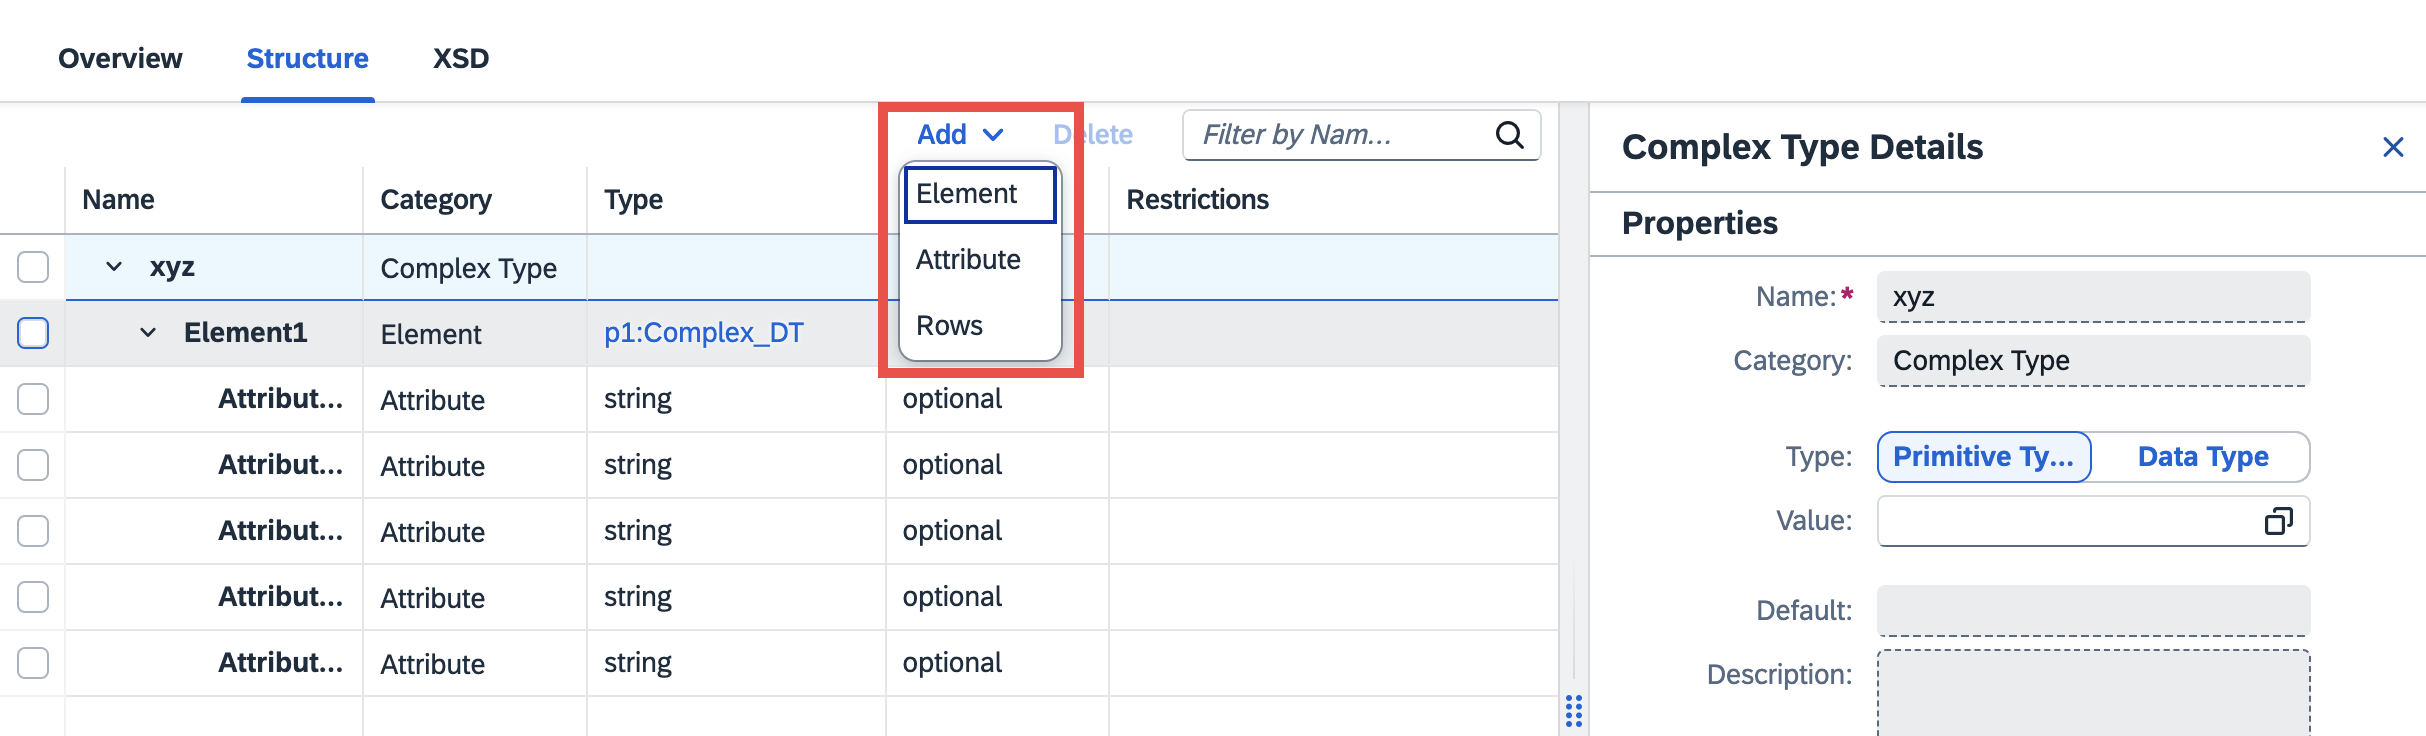 Overview Structure XSD
Add Delete Filter by Nam...
Name Category Type Restrictions
Element
Attribute
Rows
xyz Complex Type
Element1 Element p1:Complex_DT
Attribut... Attribute string optional
Attribut... Attribute string optional
Attribut... Attribute string optional
Attribut... Attribute string optional
Attribut... Attribute string optional
Complex Type Details
Properties
Name:* xyz
Category: Complex Type
Type: Primitive Ty... Data Type
Value:
Default:
Description: